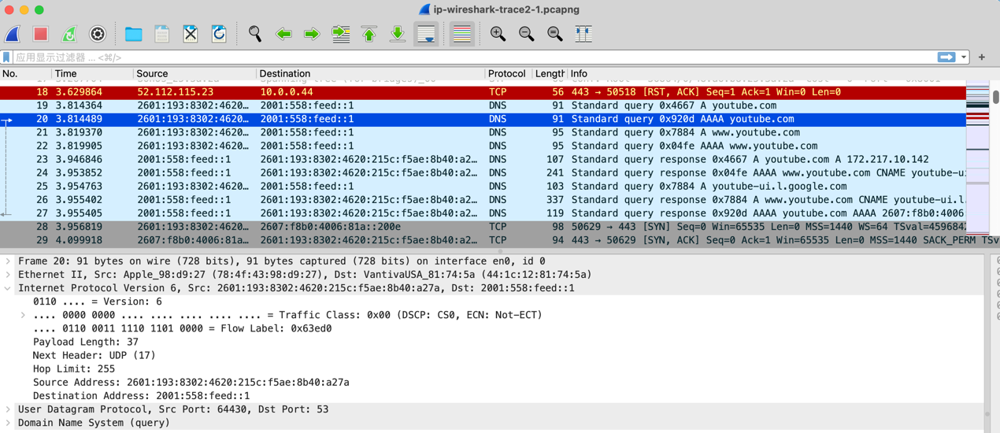 ip-wireshark-trace2-1.pcapng
应用显示过滤器 … <⌘/>
No. Time Source Destination Protocol Length Info
18 3.629864 52.112.115.23 10.0.0.44 TCP 56 443 → 50518 [RST, ACK] Seq=1 Ack=1 Win=0 Len=0
19 3.814364 2601:193:8302:4620… 2001:558:feed::1 DNS 91 Standard query 0x4667 A youtube.com
20 3.814489 2601:193:8302:4620… 2001:558:feed::1 DNS 91 Standard query 0x920d AAAA youtube.com
21 3.819370 2601:193:8302:4620… 2001:558:feed::1 DNS 95 Standard query 0x7884 A www.youtube.com
22 3.819905 2601:193:8302:4620… 2001:558:feed::1 DNS 95 Standard query 0x04fe AAAA www.youtube.com
23 3.946846 2001:558:feed::1 2601:193:8302:4620:215c:f5ae:8b40:a2… DNS 107 Standard query response 0x4667 A youtube.com A 172.217.10.142
24 3.953852 2001:558:feed::1 2601:193:8302:4620:215c:f5ae:8b40:a2… DNS 241 Standard query response 0x04fe AAAA www.youtube.com CNAME youtube-u
25 3.954763 2601:193:8302:4620… 2001:558:feed::1 DNS 103 Standard query 0x7884 A youtube-ui.l.google.com
26 3.955402 2001:558:feed::1 2601:193:8302:4620:215c:f5ae:8b40:a2… DNS 337 Standard query response 0x7884 A www.youtube.com CNAME youtube-ui.l.
27 3.955405 2001:558:feed::1 2601:193:8302:4620:215c:f5ae:8b40:a2… DNS 119 Standard query response 0x920d AAAA youtube.com AAAA 2607:f8b0:4006
28 3.956819 2601:193:8302:4620… 2607:f8b0:4006:81a::200e TCP 98 50629 → 443 [SYN] Seq=0 Win=65535 Len=0 MSS=1440 WS=64 TSval=4596842
29 4.099918 2607:f8b0:4006:81a… 2601:193:8302:4620:215c:f5ae:8b40:a2… TCP 94 443 → 50629 [SYN, ACK] Seq=0 Ack=1 Win=65535 Len=0 MSS=1440 SACK_PERM TSv
Frame 20: 91 bytes on wire (728 bits), 91 bytes captured (728 bits) on interface en0, id 0
Ethernet II, Src: Apple_98:d9:27 (78:4f:43:98:d9:27), Dst: VantivaUSA_81:74:5a (44:1c:12:81:74:5a)
Internet Protocol Version 6, Src: 2601:193:8302:4620:215c:f5ae:8b40:a27a, Dst: 2001:558:feed::1
0110 .... = Version: 6
.... 0000 0000 .... .... .... .... .... = Traffic Class: 0x00 (DSCP: CS0, ECN: Not-ECT)
.... 0110 0011 1110 1101 0000 = Flow Label: 0x63ed0
Payload Length: 37
Next Header: UDP (17)
Hop Limit: 255
Source Address: 2601:193:8302:4620:215c:f5ae:8b40:a27a
Destination Address: 2001:558:feed::1
User Datagram Protocol, Src Port: 64430, Dst Port: 53
Domain Name System (query)